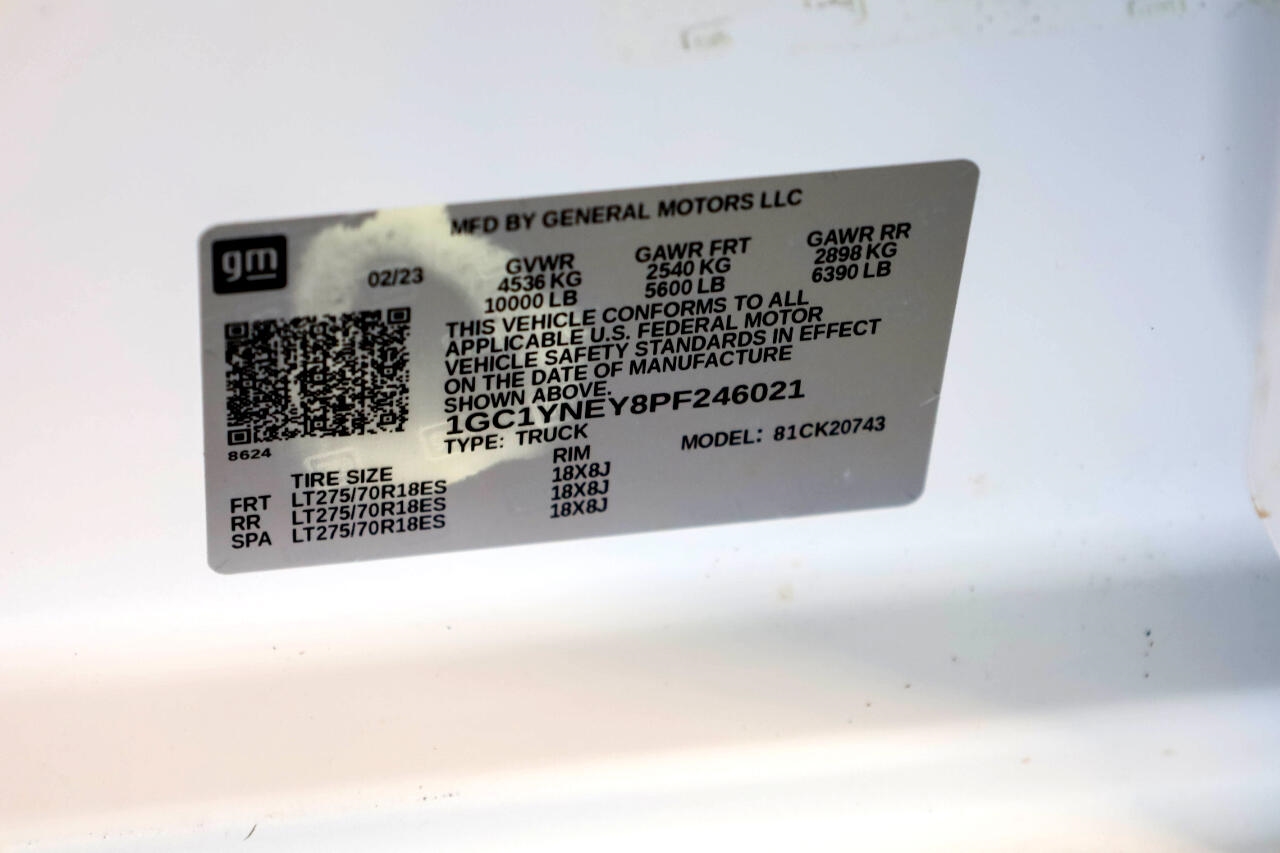 MFD BY GENERAL MOTORS LLC
gm
02/23
GVWR GAWR FRT GAWR RR
4536 KG 2540 KG 2898 KG
10000 LB 5600 LB 6390 LB
THIS VEHICLE CONFORMS TO ALL
APPLICABLE U.S. FEDERAL MOTOR
VEHICLE SAFETY STANDARDS IN EFFECT
ON THE DATE OF MANUFACTURE
SHOWN ABOVE.
1GC1YNEY8PF246021
8624
TYPE: TRUCK MODEL: 81CK20743
TIRE SIZE RIM
FRT LT275/70R18ES 18X8J
RR LT275/70R18ES 18X8J
SPA LT275/70R18ES 18X8J